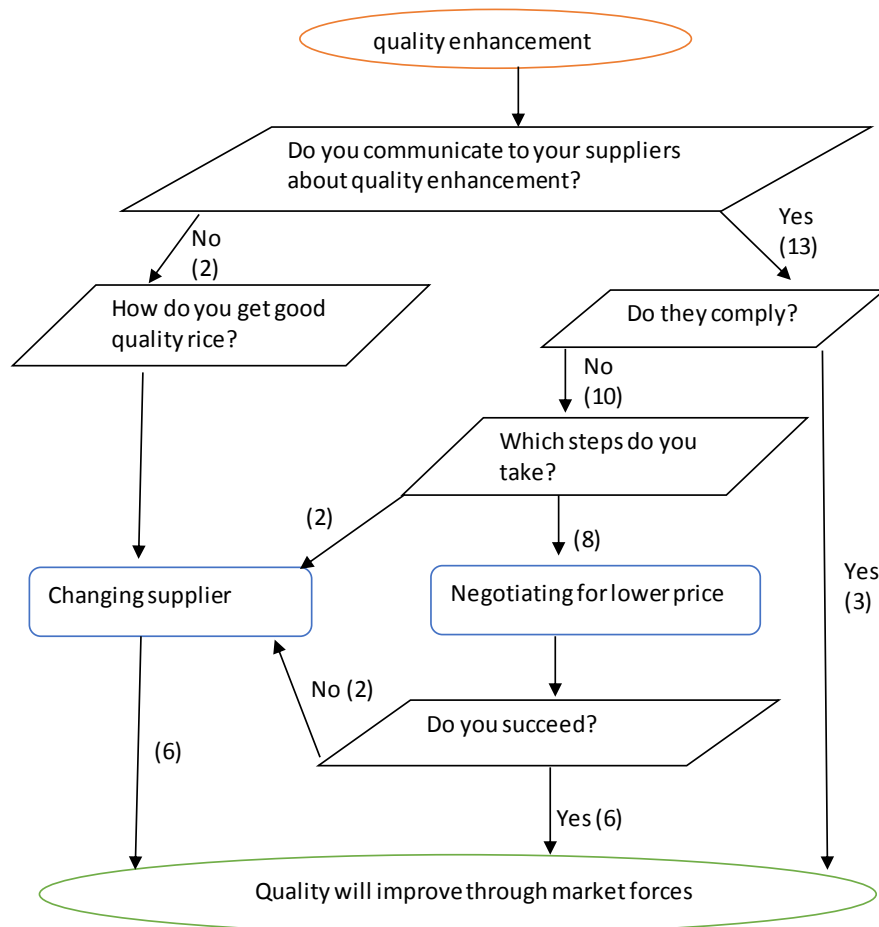 quality enhancement
Do you communicate to your suppliers
about quality enhancement?
No
(2)
Yes
(13)
How do you get good
quality rice?
Do they comply?
No
(10)
Which steps do you
take?
(2)
(8)
Yes
(3)
Changing supplier
Negotiating for lower price
No (2)
Do you succeed?
(6)
Yes (6)
Quality will improve through market forces